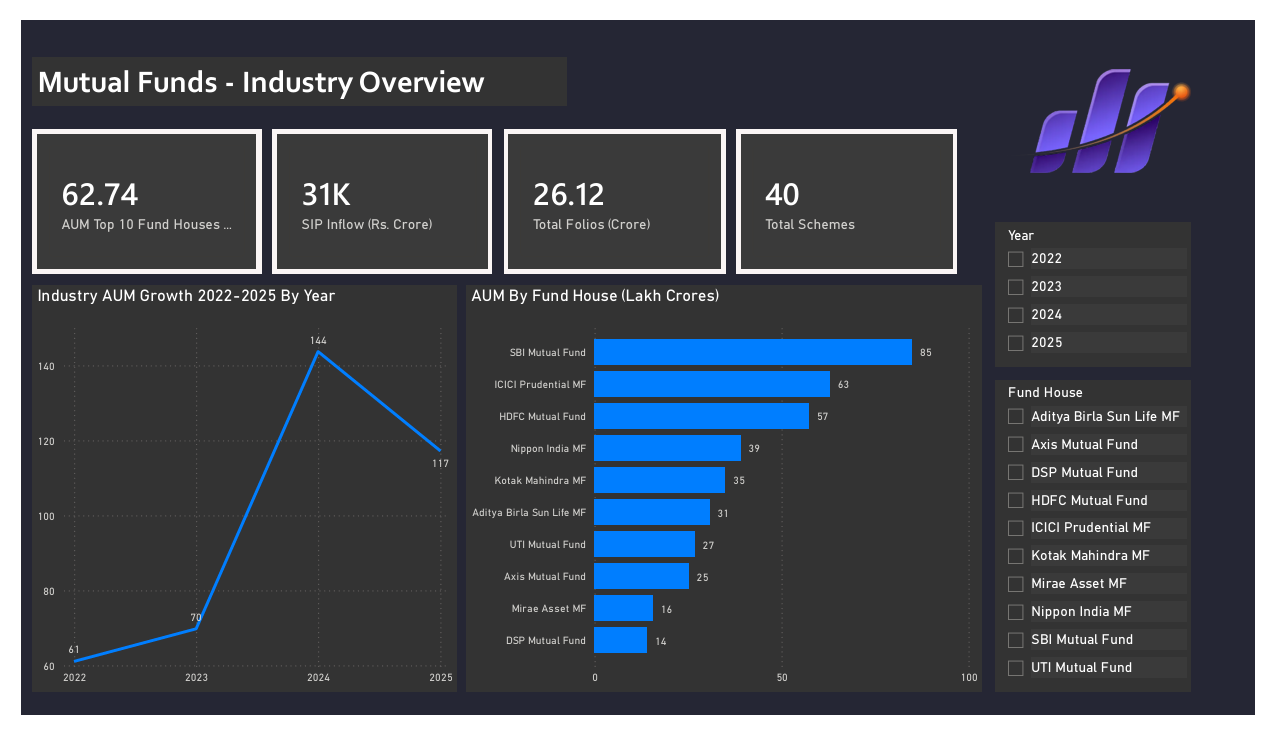 Mutual Funds - Industry Overview
62.74
AUM Top 10 Fund Houses ...
31K
SIP Inflow (Rs. Crore)
26.12
Total Folios (Crore)
40
Total Schemes
Industry AUM Growth 2022-2025 By Year
140
120
100
80
60
61
70
144
117
2022
2023
2024
2025
AUM By Fund House (Lakh Crores)
SBI Mutual Fund 85
ICICI Prudential MF 63
HDFC Mutual Fund 57
Nippon India MF 39
Kotak Mahindra MF 35
Aditya Birla Sun Life MF 31
UTI Mutual Fund 27
Axis Mutual Fund 25
Mirae Asset MF 16
DSP Mutual Fund 14
0 50 100
Year
2022
2023
2024
2025
Fund House
Aditya Birla Sun Life MF
Axis Mutual Fund
DSP Mutual Fund
HDFC Mutual Fund
ICICI Prudential MF
Kotak Mahindra MF
Mirae Asset MF
Nippon India MF
SBI Mutual Fund
UTI Mutual Fund